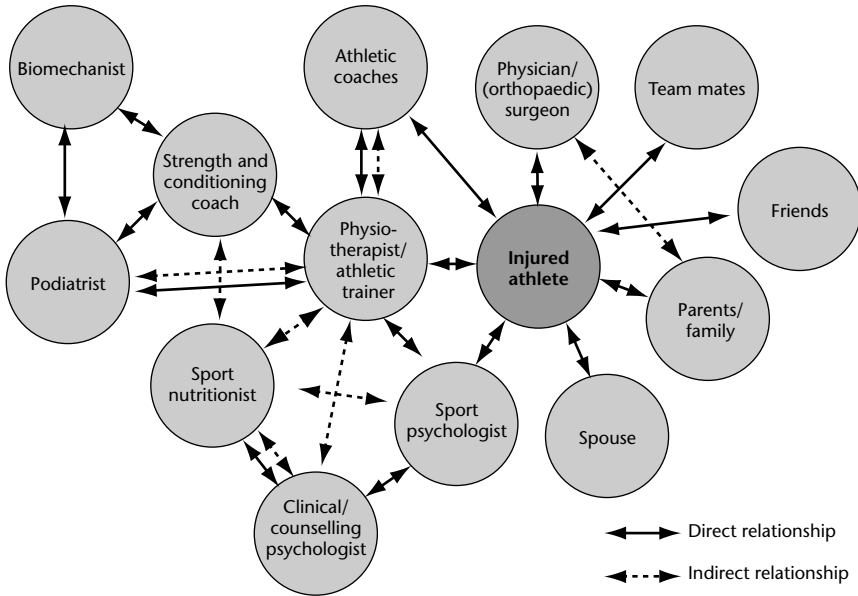 Biomechanist
Athletic
coaches
Physician/
(orthopaedic)
surgeon
Team mates
Strength and
conditioning
coach
Friends
Physio-
therapist/
athletic
trainer
Injured
athlete
Podiatrist
Parents/
family
Sport
nutritionist
Sport
psychologist
Spouse
Clinical/
counselling
psychologist
Direct relationship
Indirect relationship